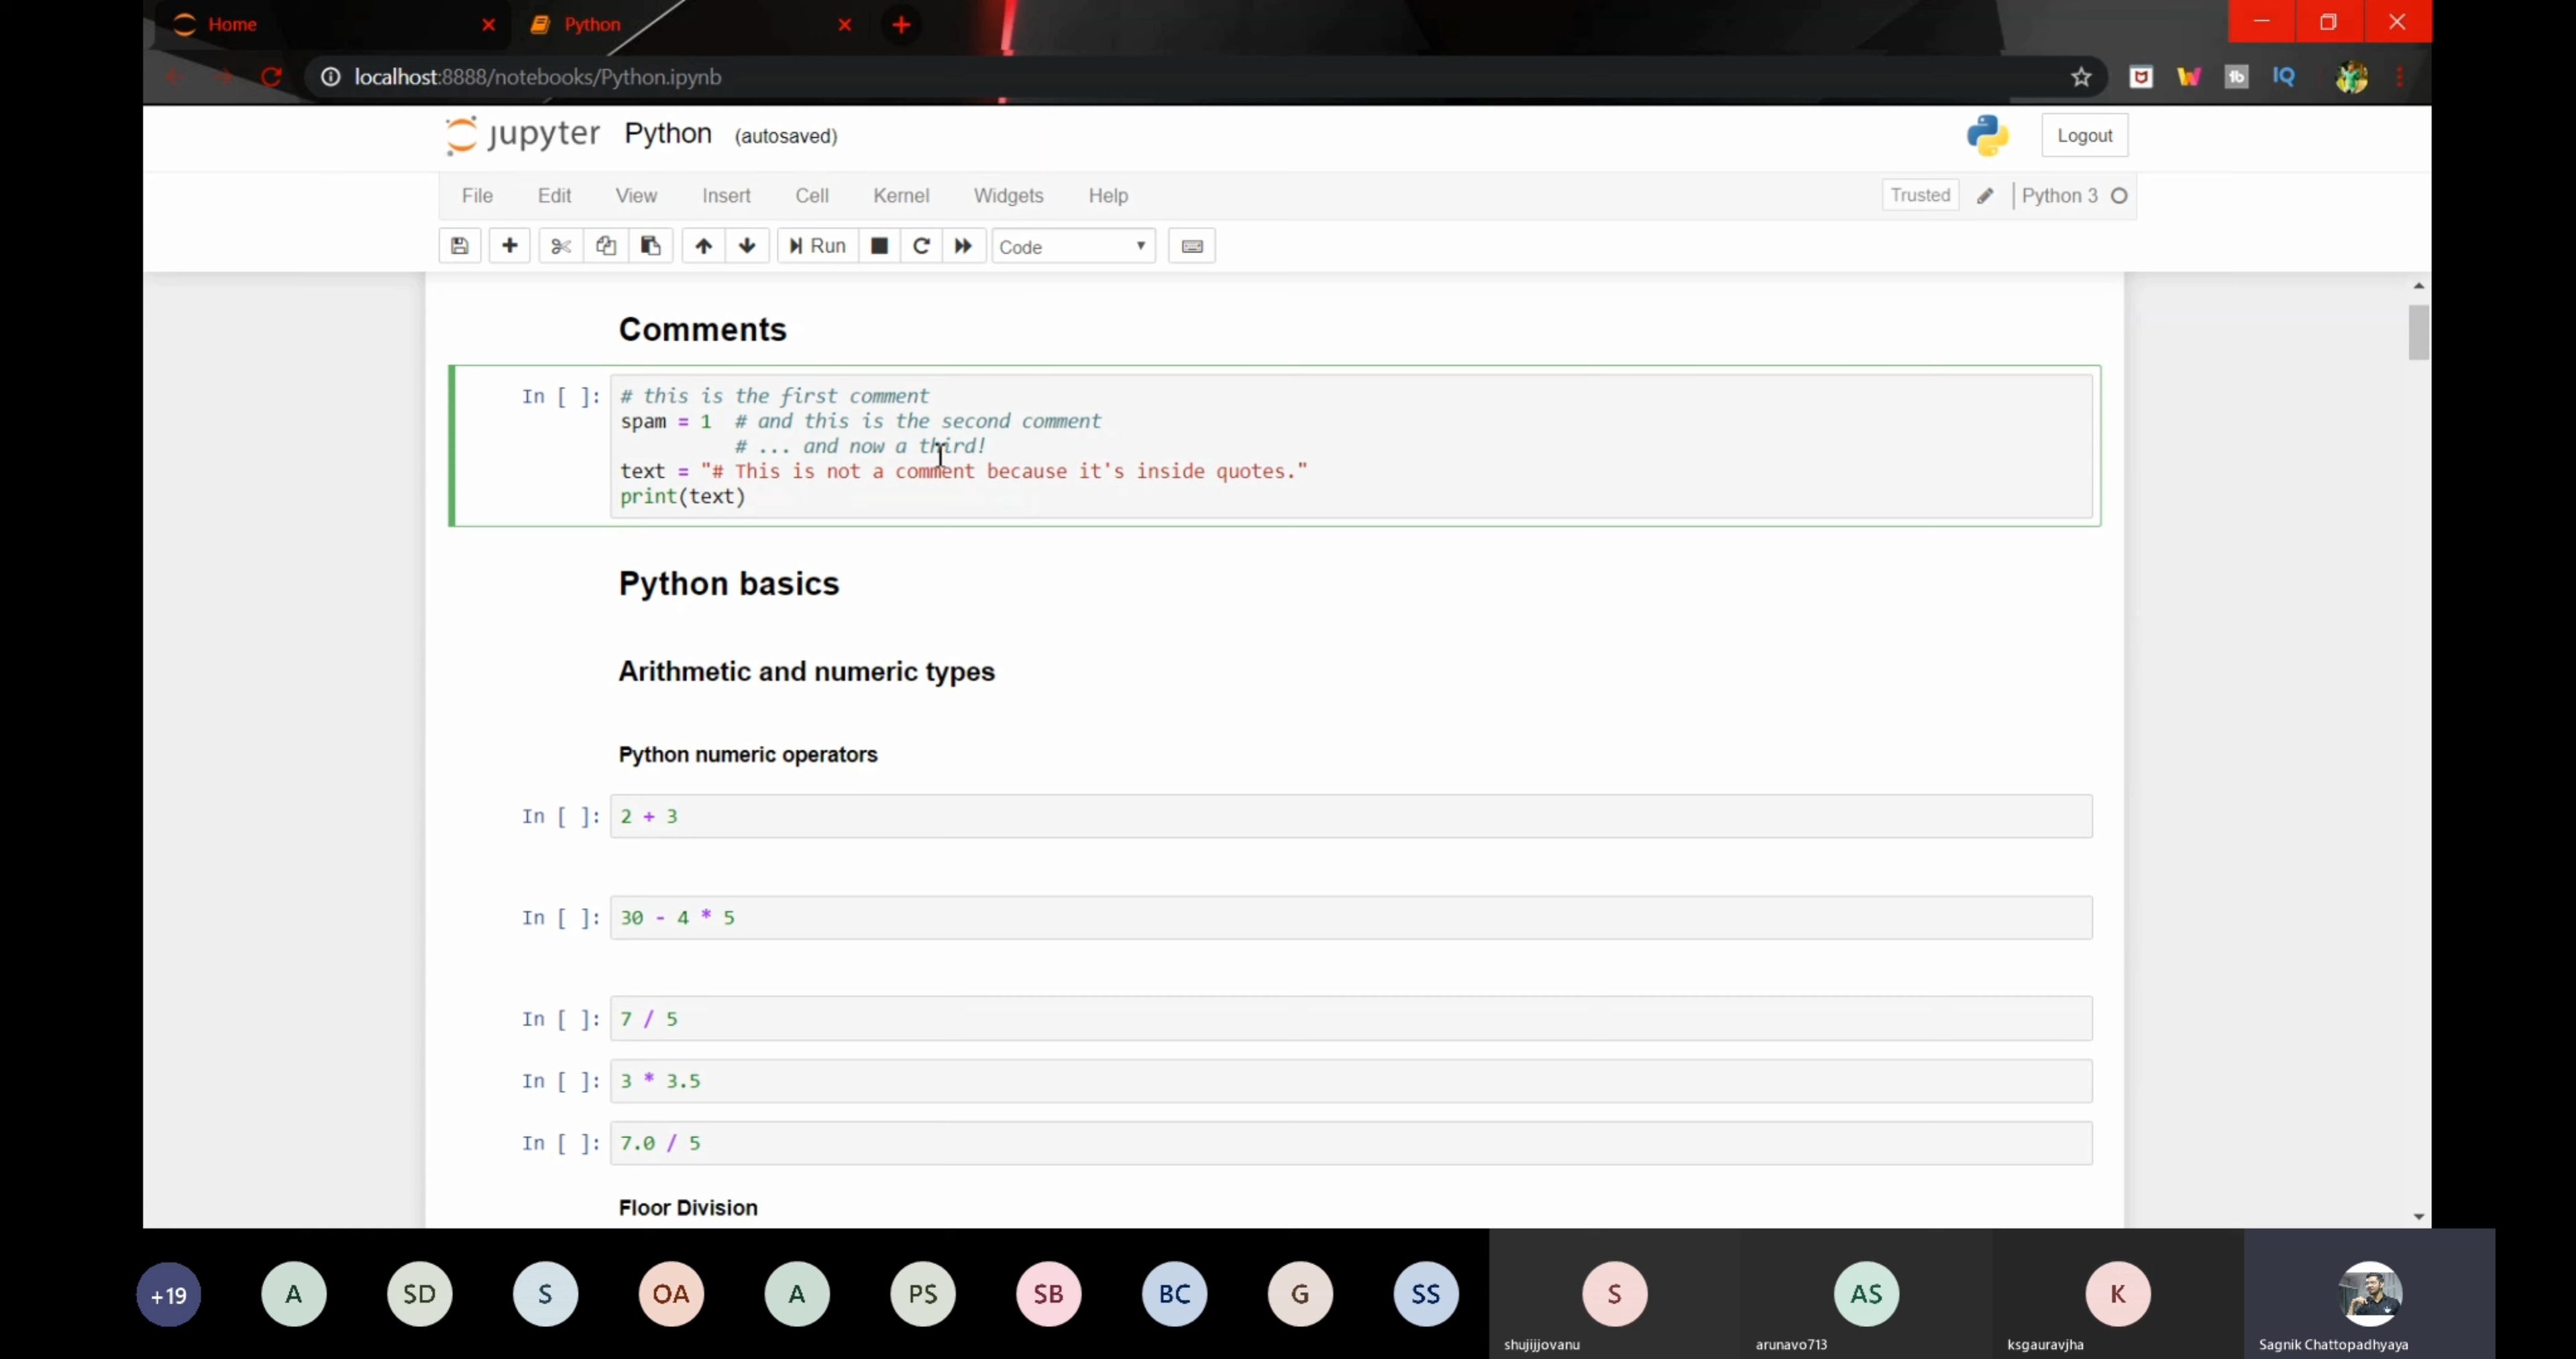 Home
Python
localhost:8888/notebooks/Python.ipynb
IQ
jupyter Python (autosaved)
Logout
File Edit View Insert Cell Kernel Widgets Help
Trusted
Python 3
Run
Code
Comments
In [ ]: # this is the first comment
spam = 1  # and this is the second comment
# ... and now a third!
text = "# This is not a comment because it's inside quotes."
print(text)
Python basics
Arithmetic and numeric types
Python numeric operators
In [ ]: 2 + 3
In [ ]: 30 - 4 * 5
In [ ]: 7 / 5
In [ ]: 3 * 3.5
In [ ]: 7.0 / 5
Floor Division
+19 A SD S OA A PS SB BC G SS S AS K
shujijjovanu arunavo713 ksgauravjha Sagnik Chattopadhyaya